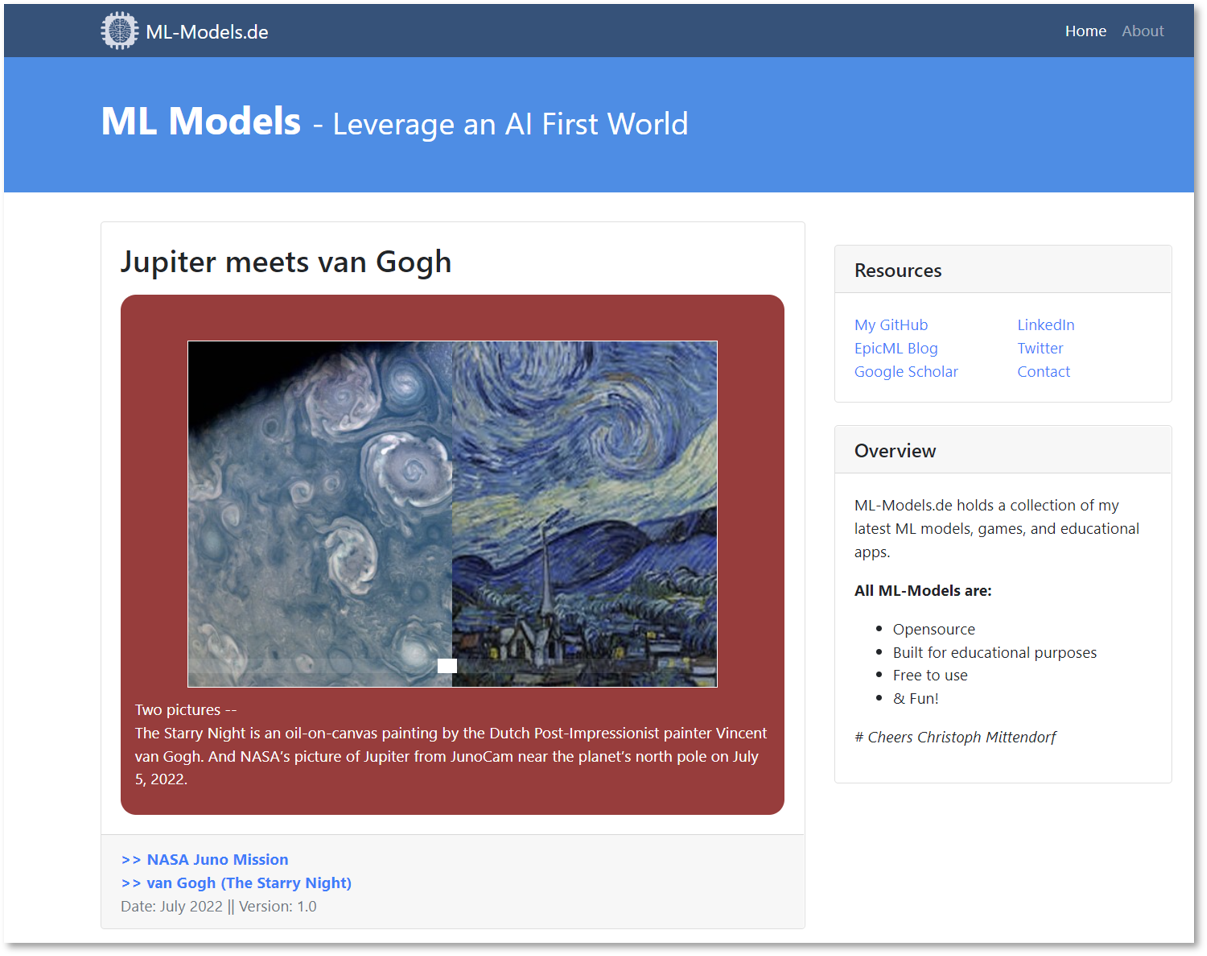 ML-Models.de
Home About
ML Models - Leverage an AI First World
Jupiter meets van Gogh
Two pictures --
The Starry Night is an oil-on-canvas painting by the Dutch Post-Impressionist painter Vincent
van Gogh. And NASA's picture of Jupiter from JunoCam near the planet's north pole on July
5, 2022.
>> NASA Juno Mission
>> van Gogh (The Starry Night)
Date: July 2022 || Version: 1.0
Resources
My GitHub LinkedIn
EpicML Blog Twitter
Google Scholar Contact
Overview
ML-Models.de holds a collection of my
latest ML models, games, and educational
apps.
All ML-Models are:
• Opensource
• Built for educational purposes
• Free to use
• & Fun!
# Cheers Christoph Mittendorf